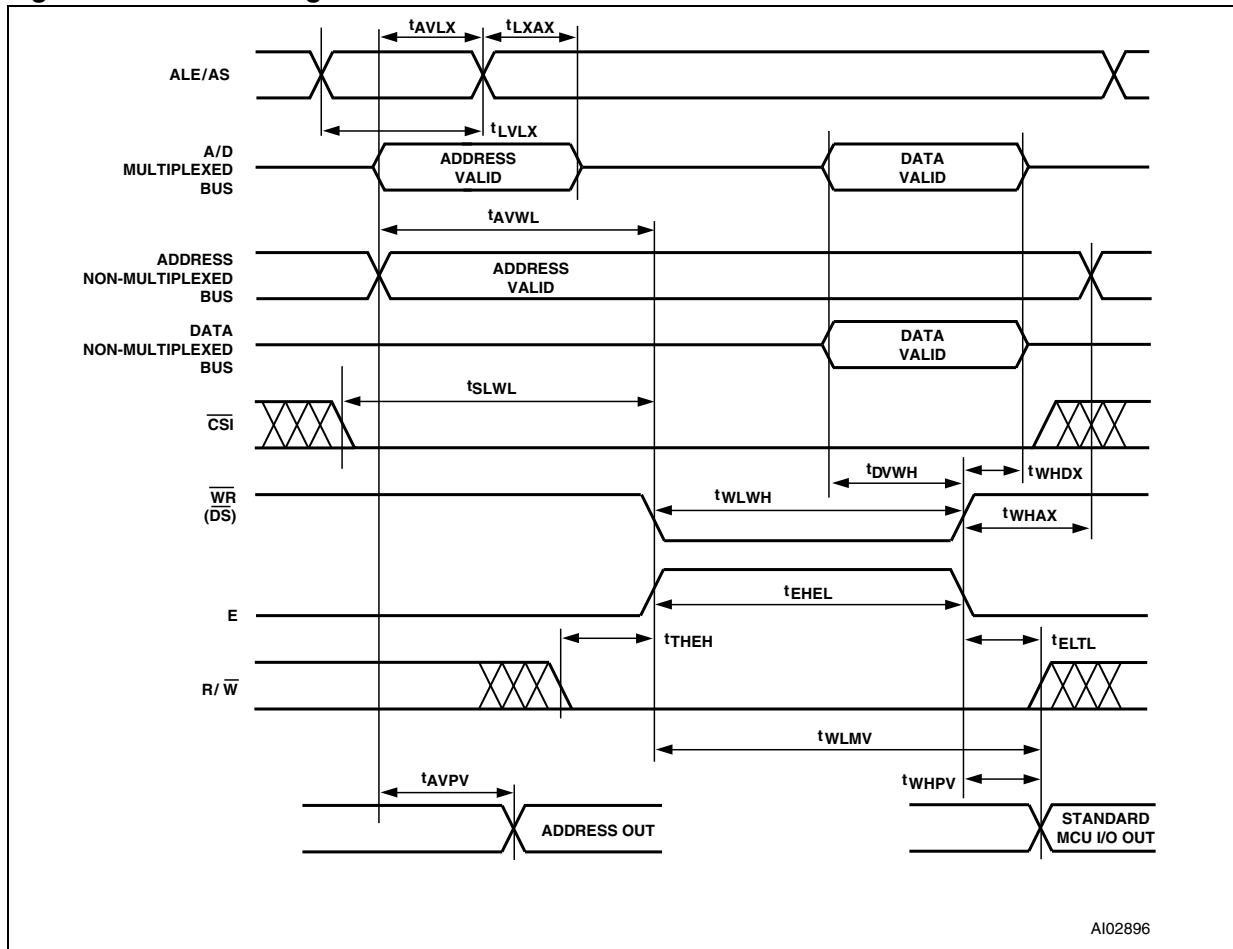 tAVLX
tLXAX
ALE/AS
tLVLX
A/D
MULTIPLEXED
BUS
ADDRESS
VALID
DATA
VALID
tAVWL
ADDRESS
NON-MULTIPLEXED
BUS
ADDRESS
VALID
DATA
NON-MULTIPLEXED
BUS
DATA
VALID
tSLWL
CSI
tDVWH
tWHDX
WR
(DS)
tWLWH
tWHAX
tEHEL
E
tTHEH
tELTL
R/ W
tWLMV
tAVPV
tWHPV
ADDRESS OUT
STANDARD
MCU I/O OUT
AI02896